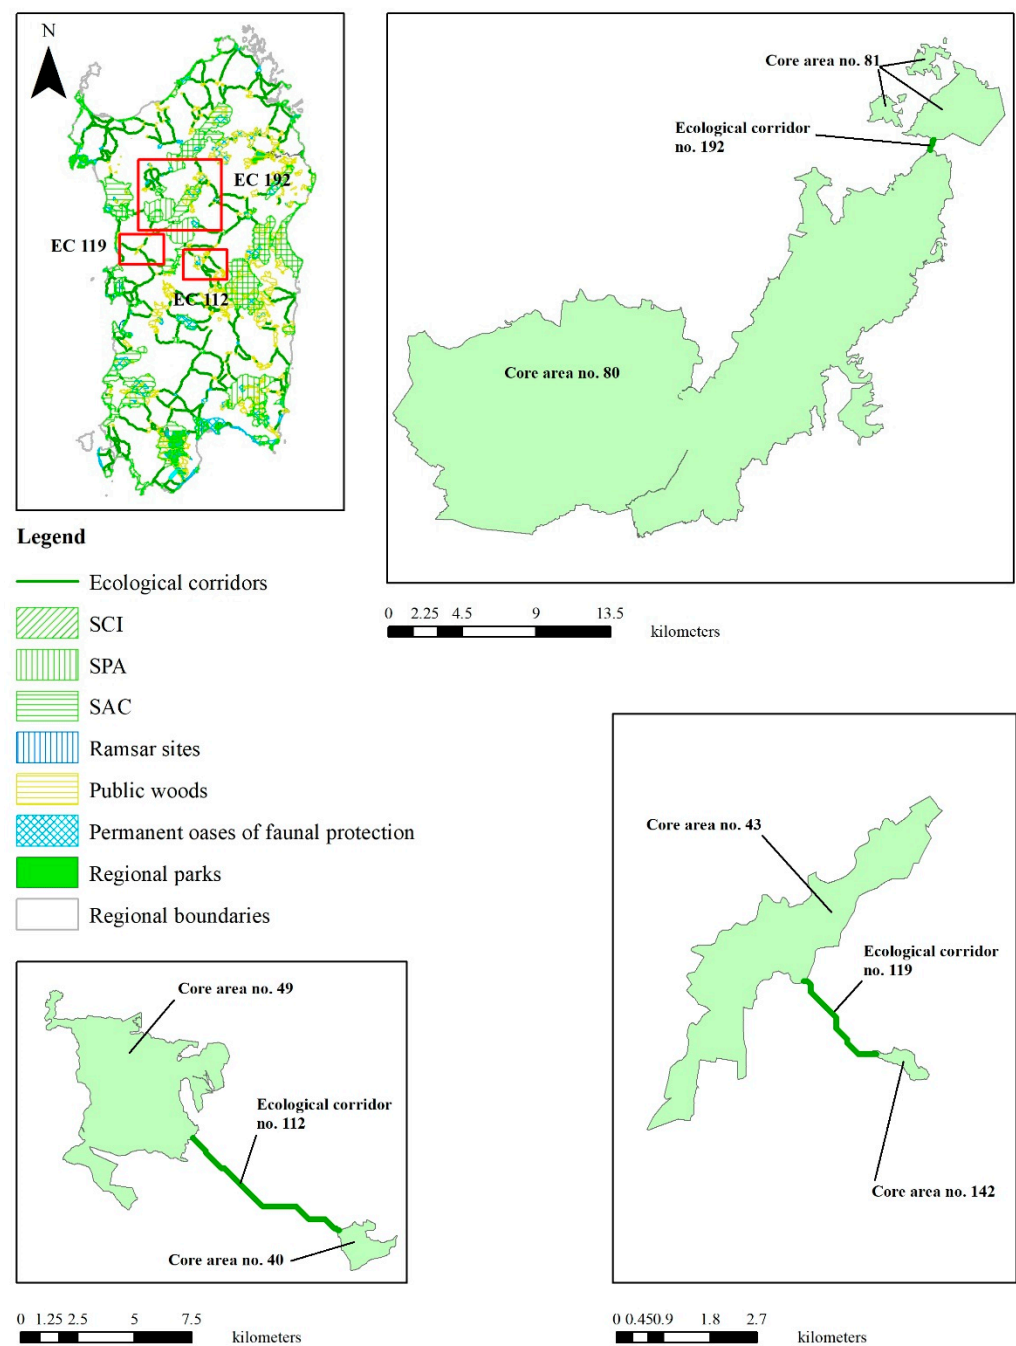 N
EC 192
EC 119
EC 112
Core area no. 81
Ecological corridor
no. 192
Core area no. 80
0 2.25 4.5 9 13.5
kilometers
Legend
Ecological corridors
SCI
SPA
SAC
Ramsar sites
Public woods
Permanent oases of faunal protection
Regional parks
Regional boundaries
Core area no. 43
Ecological corridor
no. 119
Core area no. 142
0 0.450.9 1.8 2.7
kilometers
Core area no. 49
Ecological corridor
no. 112
Core area no. 40
0 1.25 2.5 5 7.5
kilometers